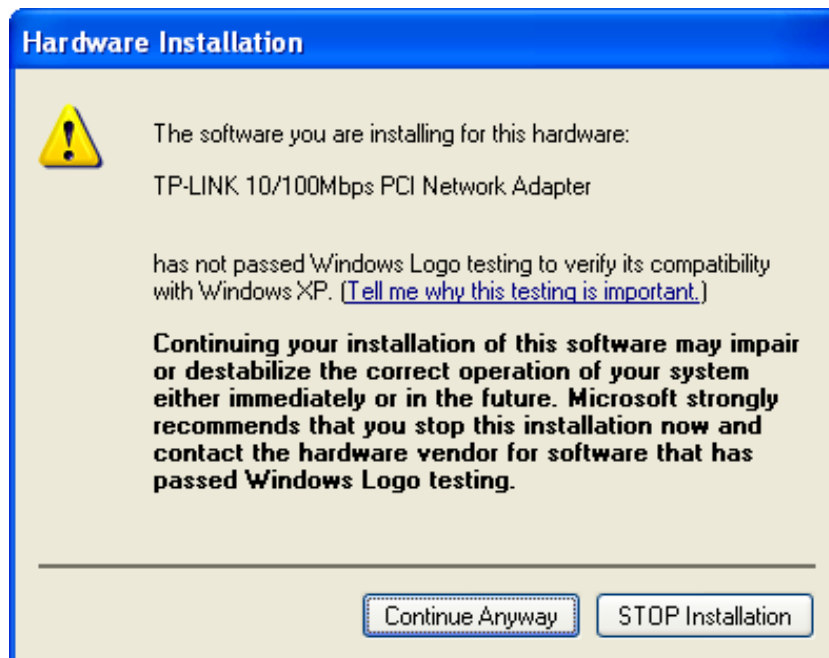 Hardware Installation
The software you are installing for this hardware:
TP-LINK 10/100Mbps PCI Network Adapter
has not passed Windows Logo testing to verify its compatibility
with Windows XP. (Tell me why this testing is important.)
Continuing your installation of this software may impair
or destabilize the correct operation of your system
either immediately or in the future. Microsoft strongly
recommends that you stop this installation now and
contact the hardware vendor for software that has
passed Windows Logo testing.
Continue Anyway
STOP Installation